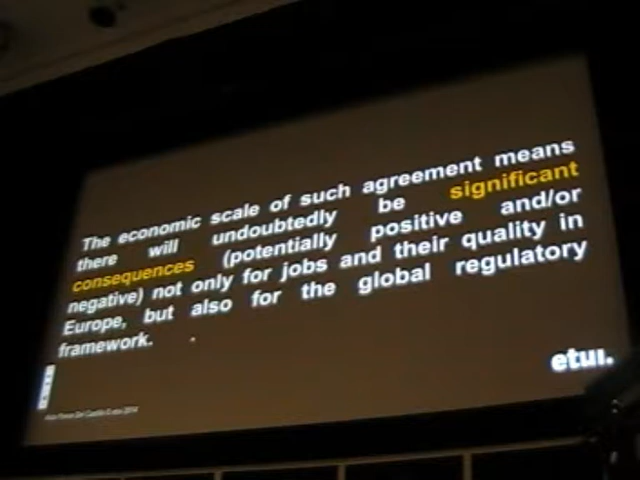 The economic scale of such agreement means
there will undoubtedly be significant
consequences (potentially positive and/or
negative) not only for jobs and their quality in
Europe, but also for the global regulatory
framework.
etui.